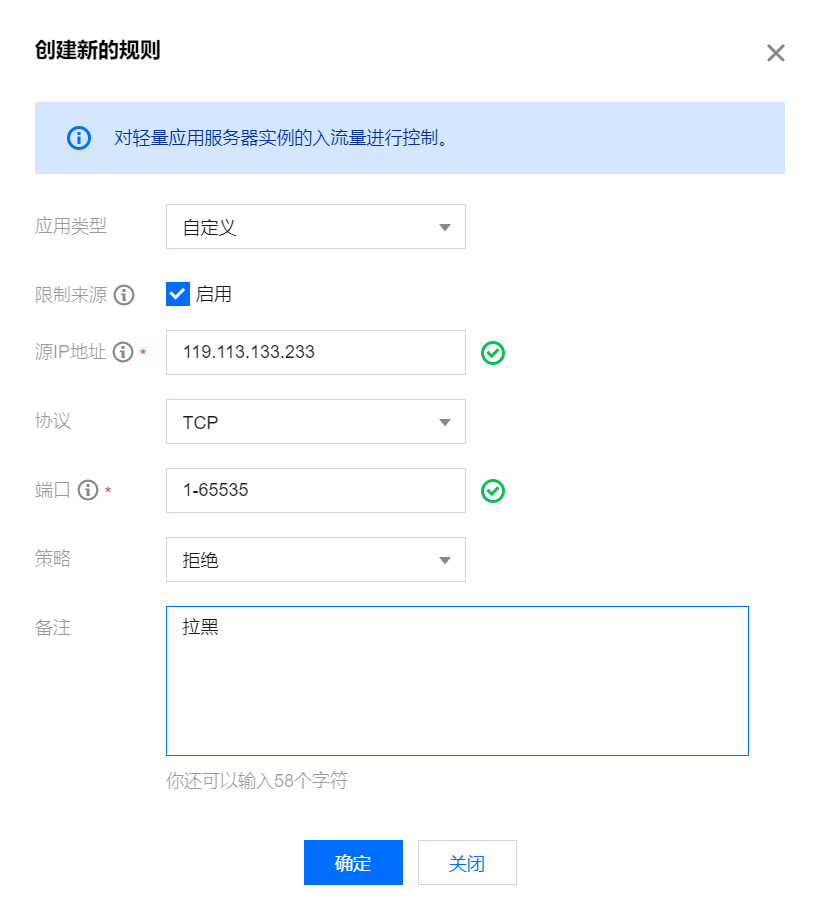 创建新的规则
对轻量应用服务器实例的入流量进行控制。
应用类型 自定义
限制来源 启用
源IP地址 * 119.113.133.233
协议 TCP
端口 * 1-65535
策略 拒绝
备注 拉黑
你还可以输入58个字符
确定 关闭